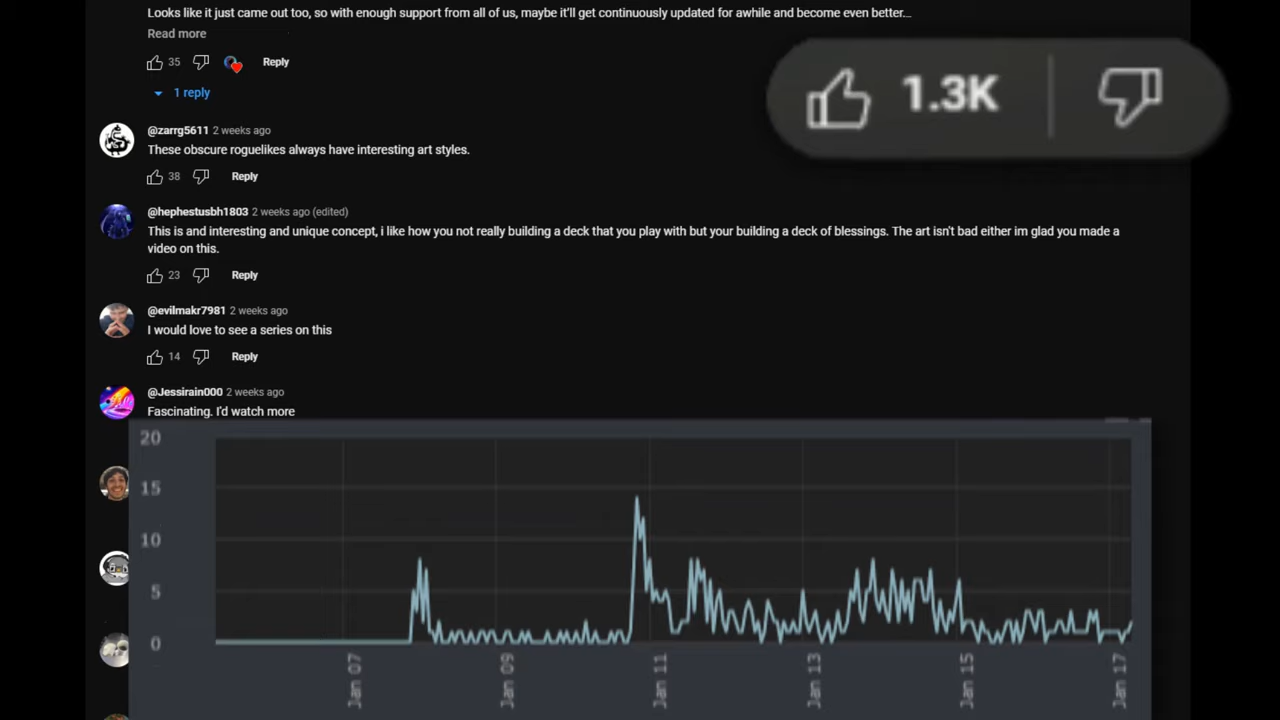 Looks like it just came out too, so with enough support from all of us, maybe it'll get continuously updated for awhile and become even better...
Read more
35 Reply
1 reply
1.3K
@zarrg5611 2 weeks ago
These obscure roguelikes always have interesting art styles.
38 Reply
@hephestusbh1803 2 weeks ago (edited)
This is and interesting and unique concept, i like how you not really building a deck that you play with but your building a deck of blessings. The art isn't bad either im glad you made a
video on this.
23 Reply
@evilmakr7981 2 weeks ago
I would love to see a series on this
14 Reply
@Jessirain000 2 weeks ago
Fascinating. I'd watch more
20
15
10
5
0
Jan 07
Jan 09
Jan 11
Jan 13
Jan 15
Jan 17